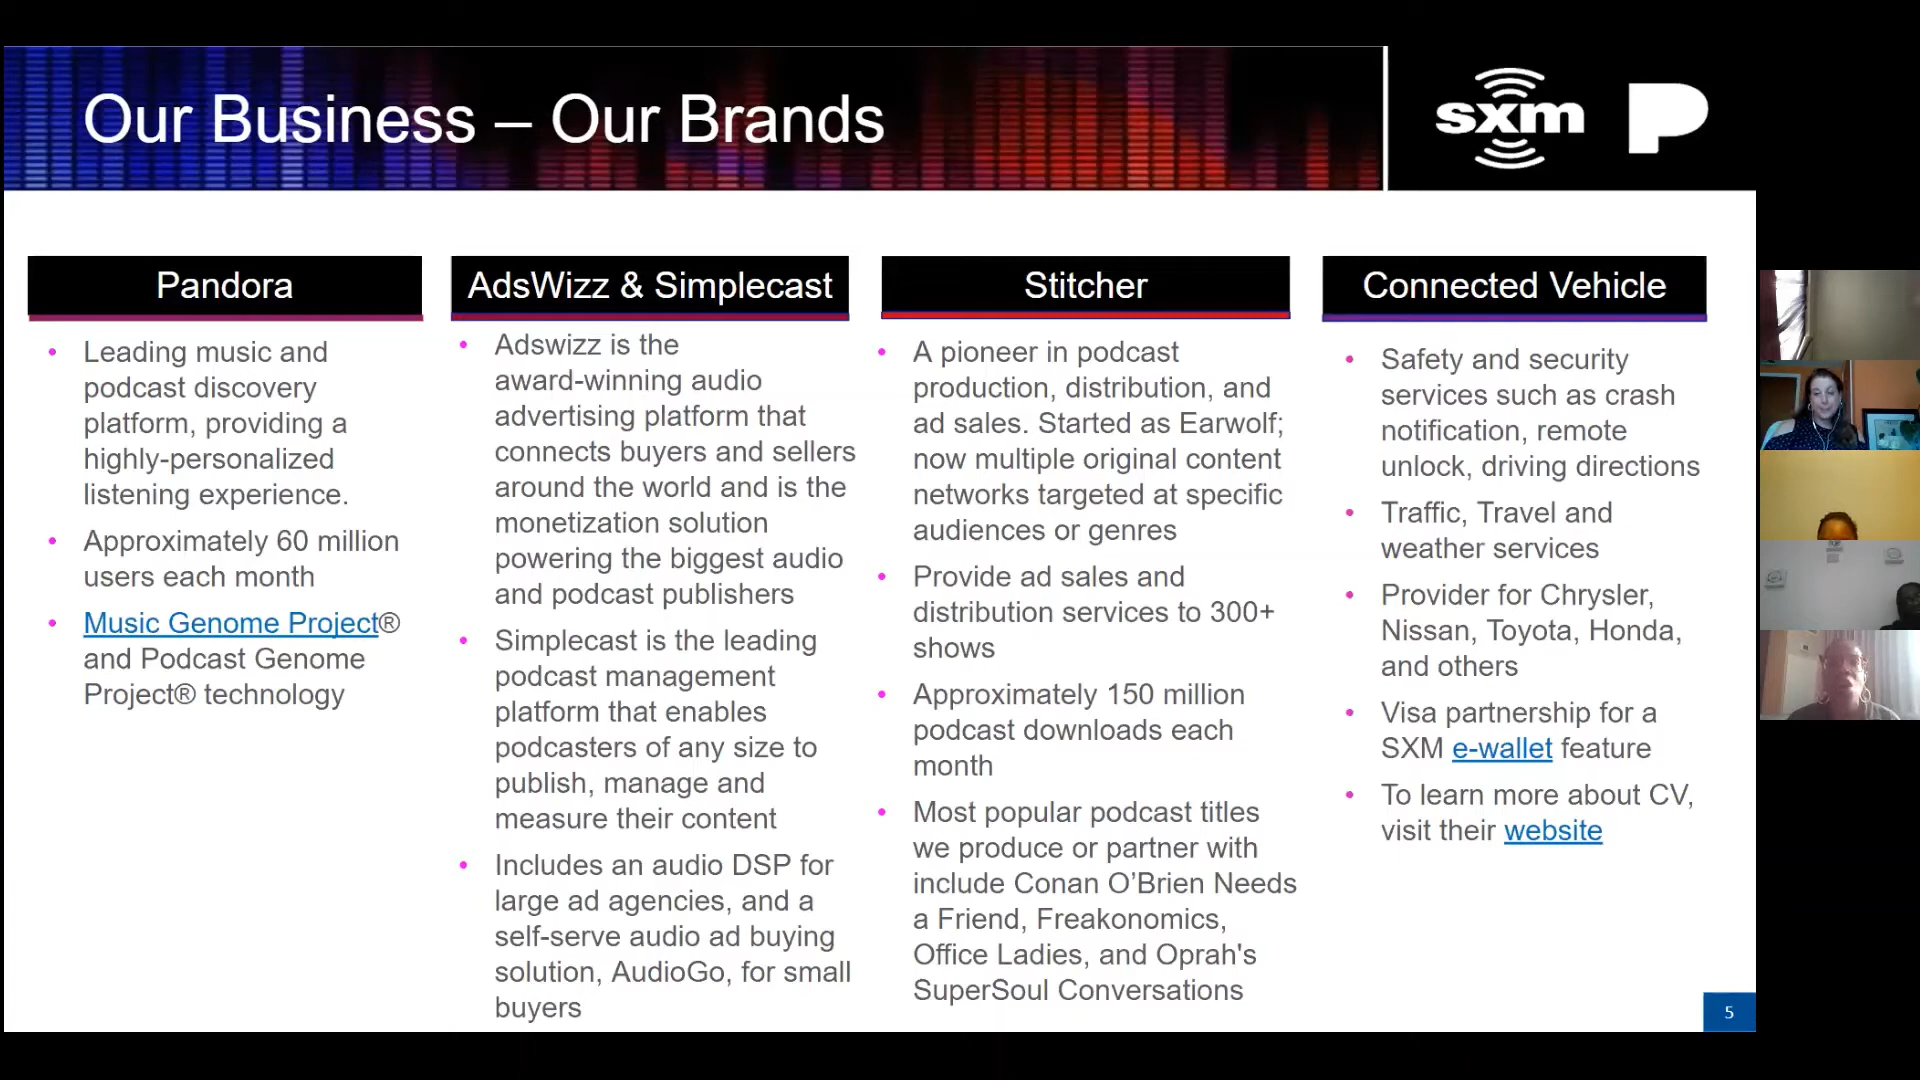 Our Business – Our Brands
sxm
Pandora
Leading music and
podcast discovery
platform, providing a
highly-personalized
listening experience.
Approximately 60 million
users each month
Music Genome Project®
and Podcast Genome
Project® technology
AdsWizz & Simplecast
Adswizz is the
award-winning audio
advertising platform that
connects buyers and sellers
around the world and is the
monetization solution
powering the biggest audio
and podcast publishers
Simplecast is the leading
podcast management
platform that enables
podcasters of any size to
publish, manage and
measure their content
Includes an audio DSP for
large ad agencies, and a
self-serve audio ad buying
solution, AudioGo, for small
buyers
Stitcher
A pioneer in podcast
production, distribution, and
ad sales. Started as Earwolf;
now multiple original content
networks targeted at specific
audiences or genres
Provide ad sales and
distribution services to 300+
shows
Approximately 150 million
podcast downloads each
month
Most popular podcast titles
we produce or partner with
include Conan O’Brien Needs
a Friend, Freakonomics,
Office Ladies, and Oprah's
SuperSoul Conversations
Connected Vehicle
Safety and security
services such as crash
notification, remote
unlock, driving directions
Traffic, Travel and
weather services
Provider for Chrysler,
Nissan, Toyota, Honda,
and others
Visa partnership for a
SXM e-wallet feature
To learn more about CV,
visit their website
5